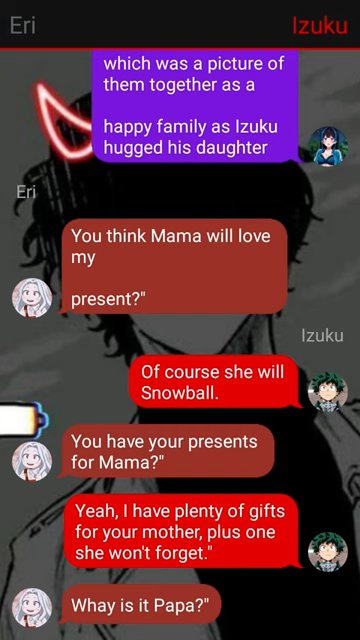 Eri Izuku
which was a picture of
them together as a
happy family as Izuku
hugged his daughter
Eri
You think Mama will love
my
present?"
Izuku
Of course she will
Snowball.
You have your presents
for Mama?"
Yeah, I have plenty of gifts
for your mother, plus one
she won't forget."
Whay is it Papa?"